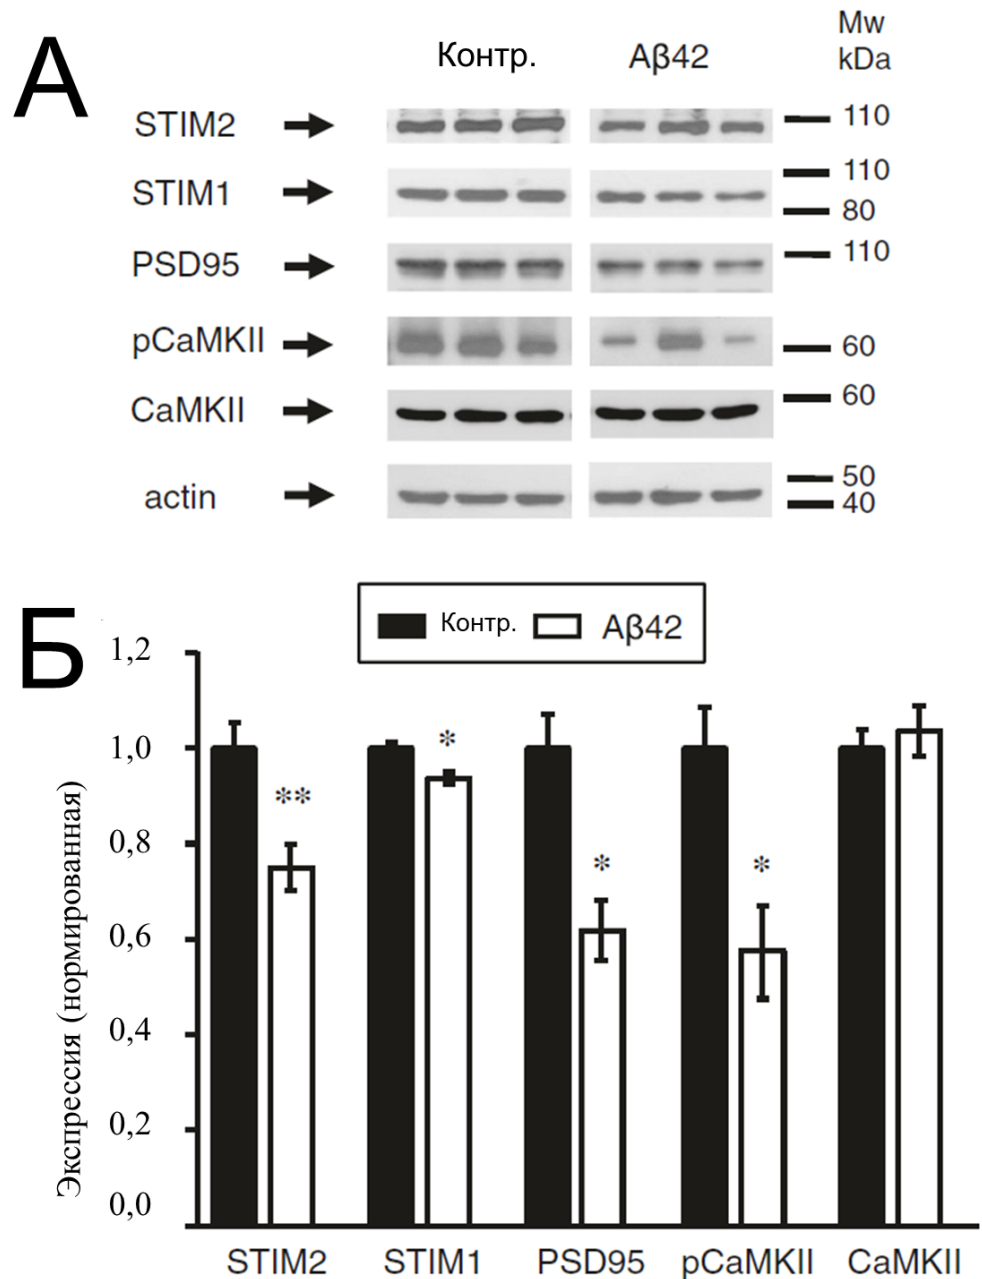 А
Контр.
Aβ42
Mw
kDa
STIM2
110
STIM1
110
80
PSD95
110
pCaMKII
60
CaMKII
60
actin
50
40
Б
Контр.
Aβ42
Экспрессия (нормированная)
1,2
1,0
0,8
0,6
0,4
0,2
0,0
**
*
*
*
STIM2
STIM1
PSD95
pCaMKII
CaMKII